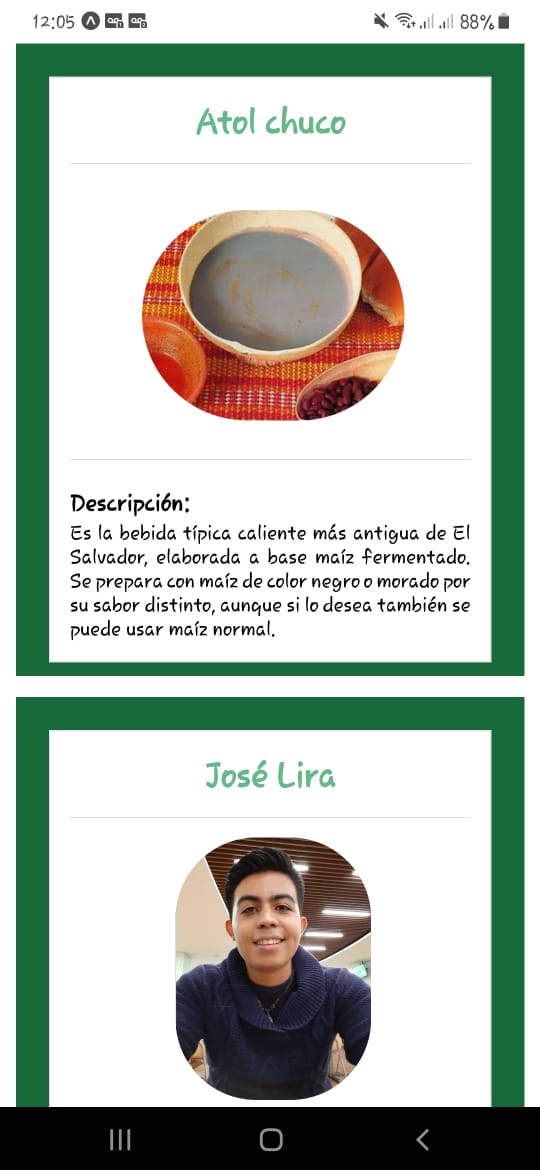 12:05 88%
Atol chuco
Descripción:
Es la bebida típica caliente más antigua de El
Salvador, elaborada a base maíz fermentado.
Se prepara con maíz de color negro o morado por
su sabor distinto, aunque si lo desea también se
puede usar maíz normal.
José Lira